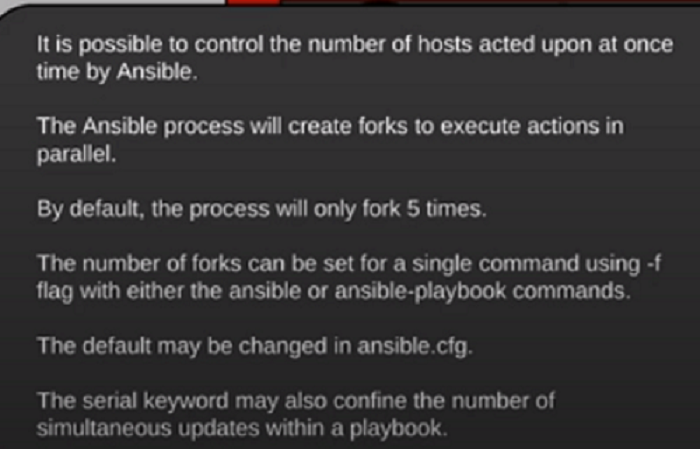 It is possible to control the number of hosts acted upon at once
time by Ansible.
The Ansible process will create forks to execute actions in
parallel.
By default, the process will only fork 5 times.
The number of forks can be set for a single command using -f
flag with either the ansible or ansible-playbook commands.
The default may be changed in ansible.cfg.
The serial keyword may also confine the number of
simultaneous updates within a playbook.